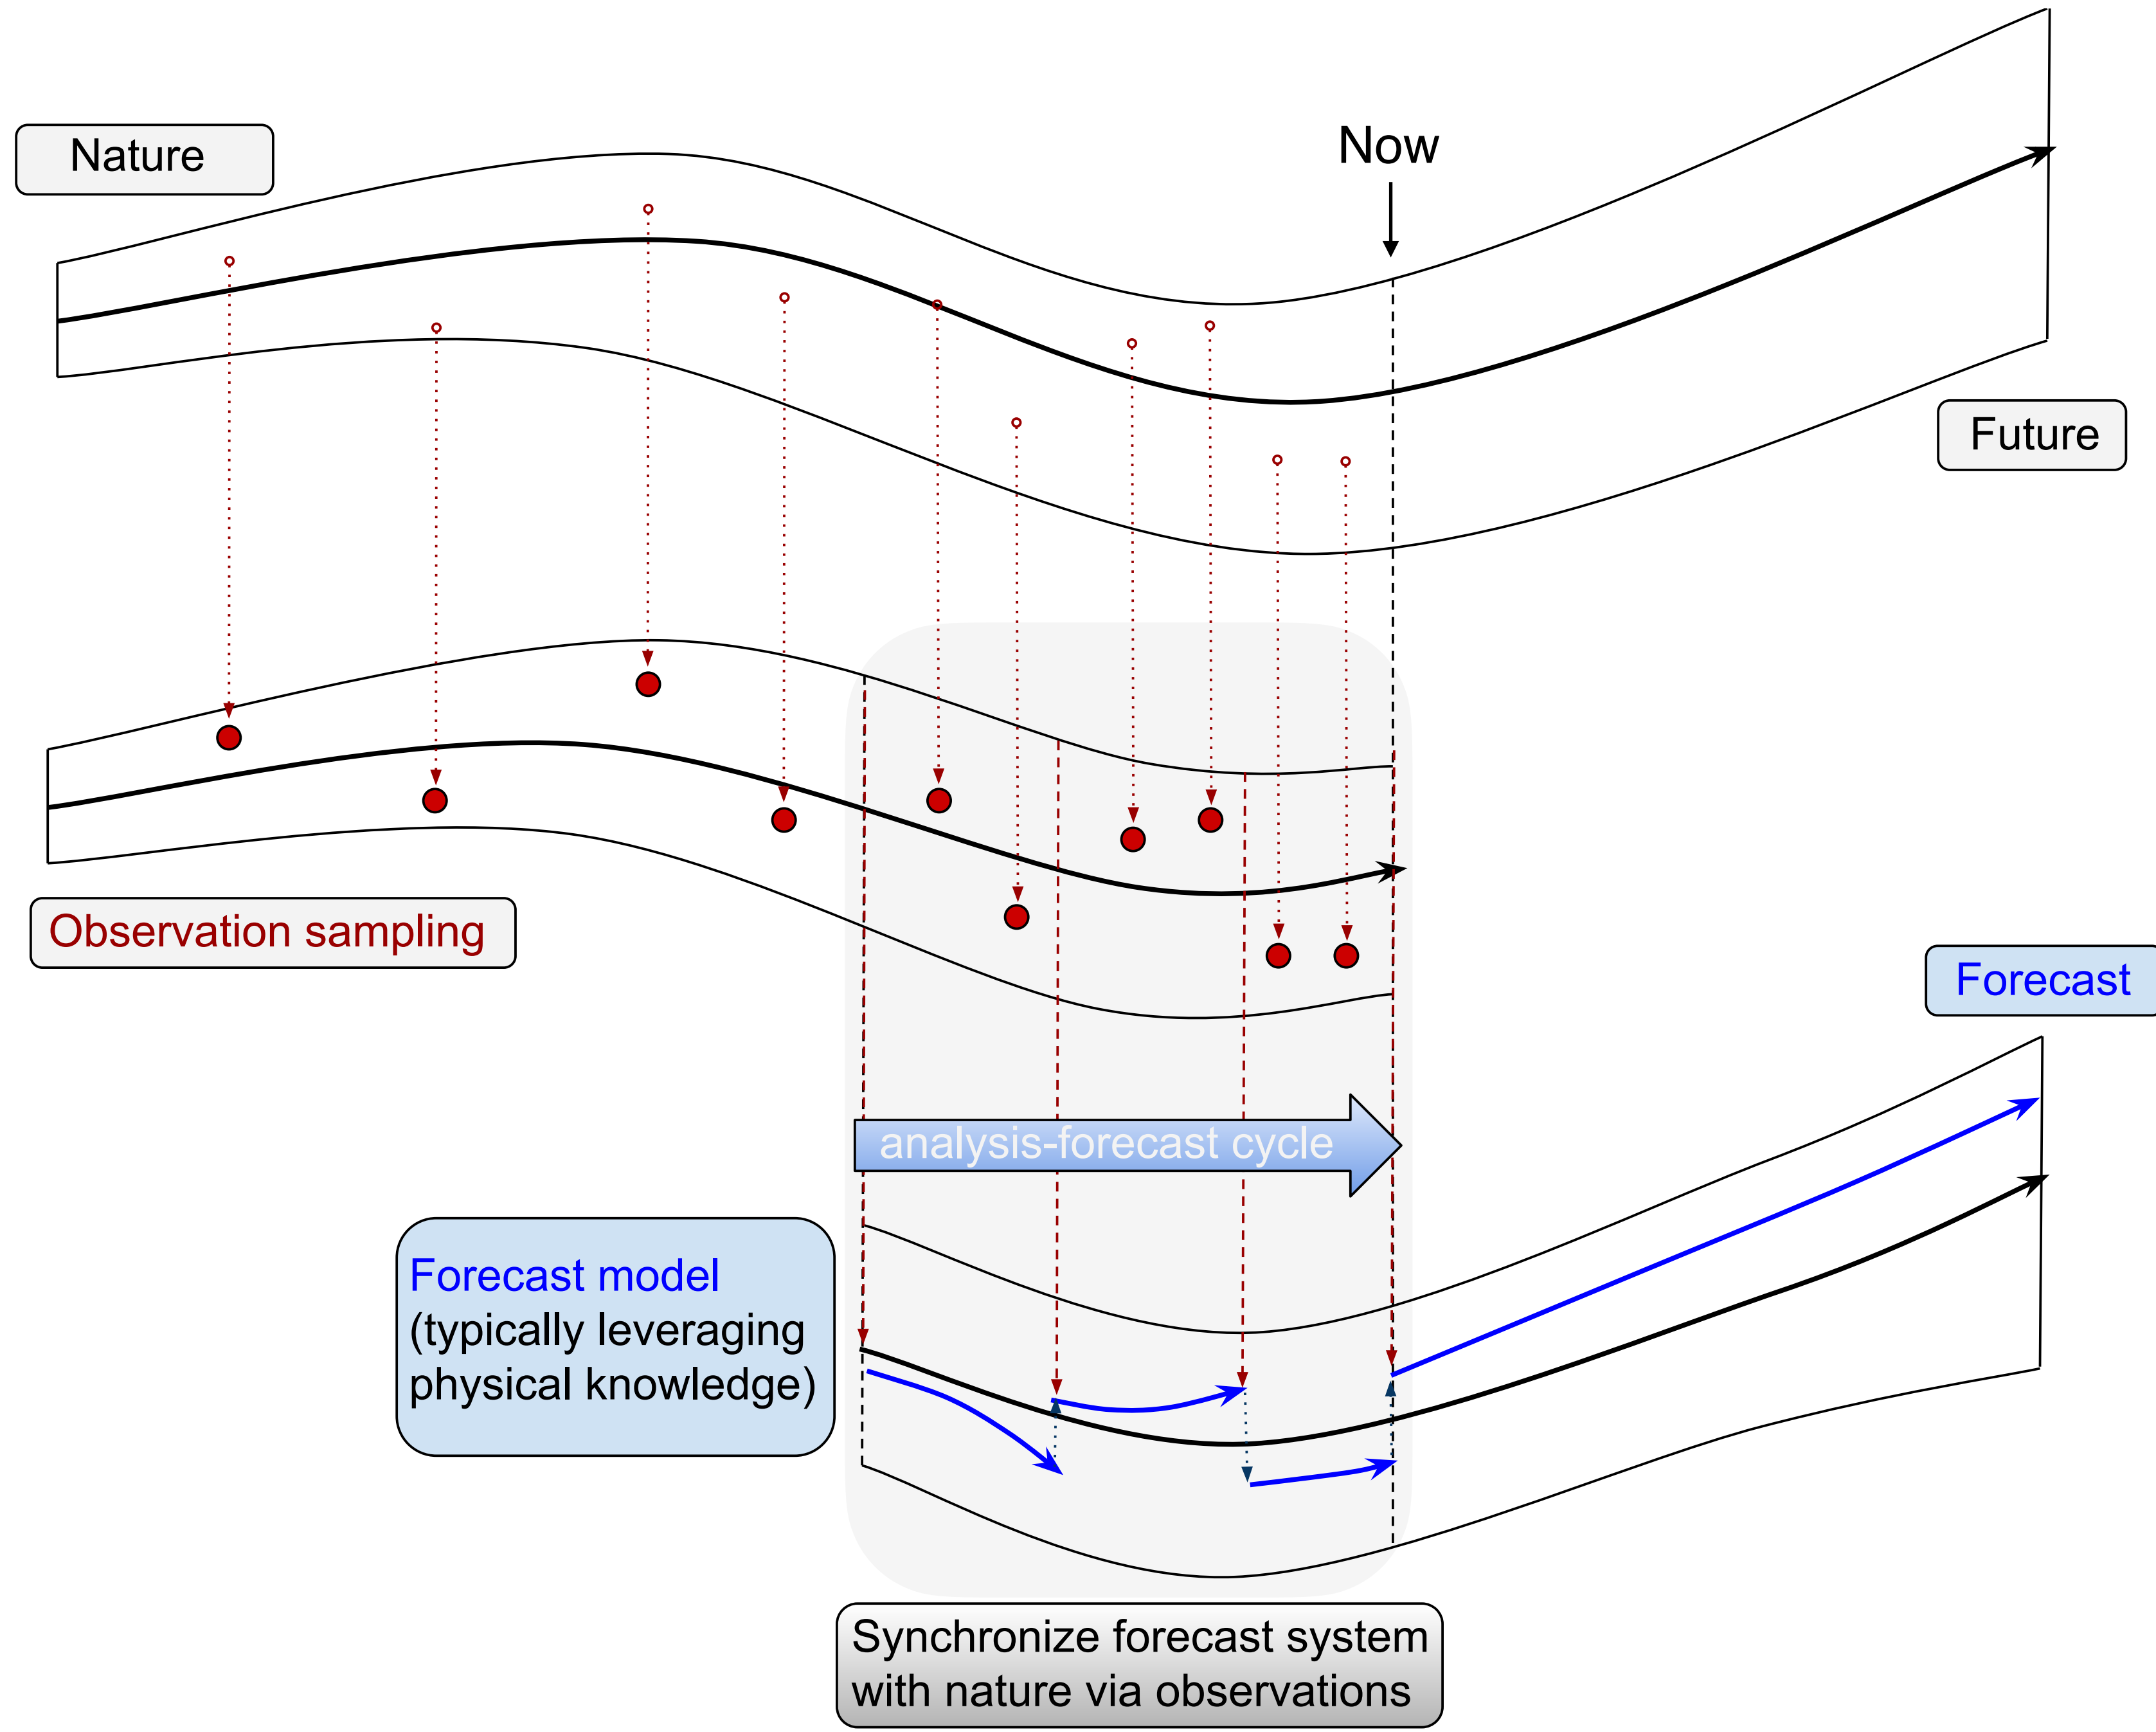 Nature
Now
Future
Observation sampling
Forecast
analysis-forecast cycle
Forecast model
(typically leveraging
physical knowledge)
Synchronize forecast system
with nature via observations